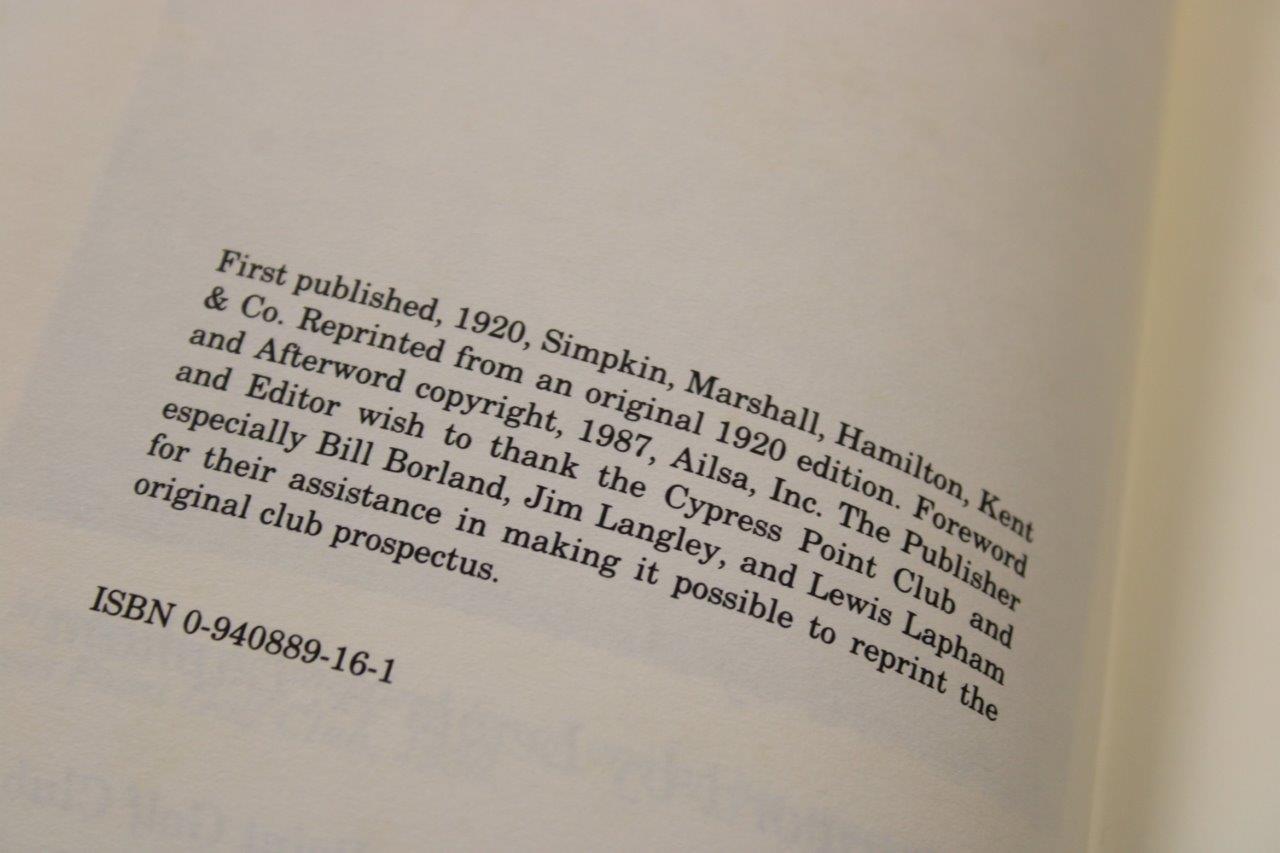 First published, 1920, Simpkin, Marshall, Hamilton, Kent
& Co. Reprinted from an original 1920 edition. Foreword
and Afterword copyright, 1987, Ailsa, Inc. The Publisher
and Editor wish to thank the Cypress Point Club and
especially Bill Borland, Jim Langley, and Lewis Lapham
for their assistance in making it possible to reprint the
original club prospectus.
ISBN 0-940889-16-1